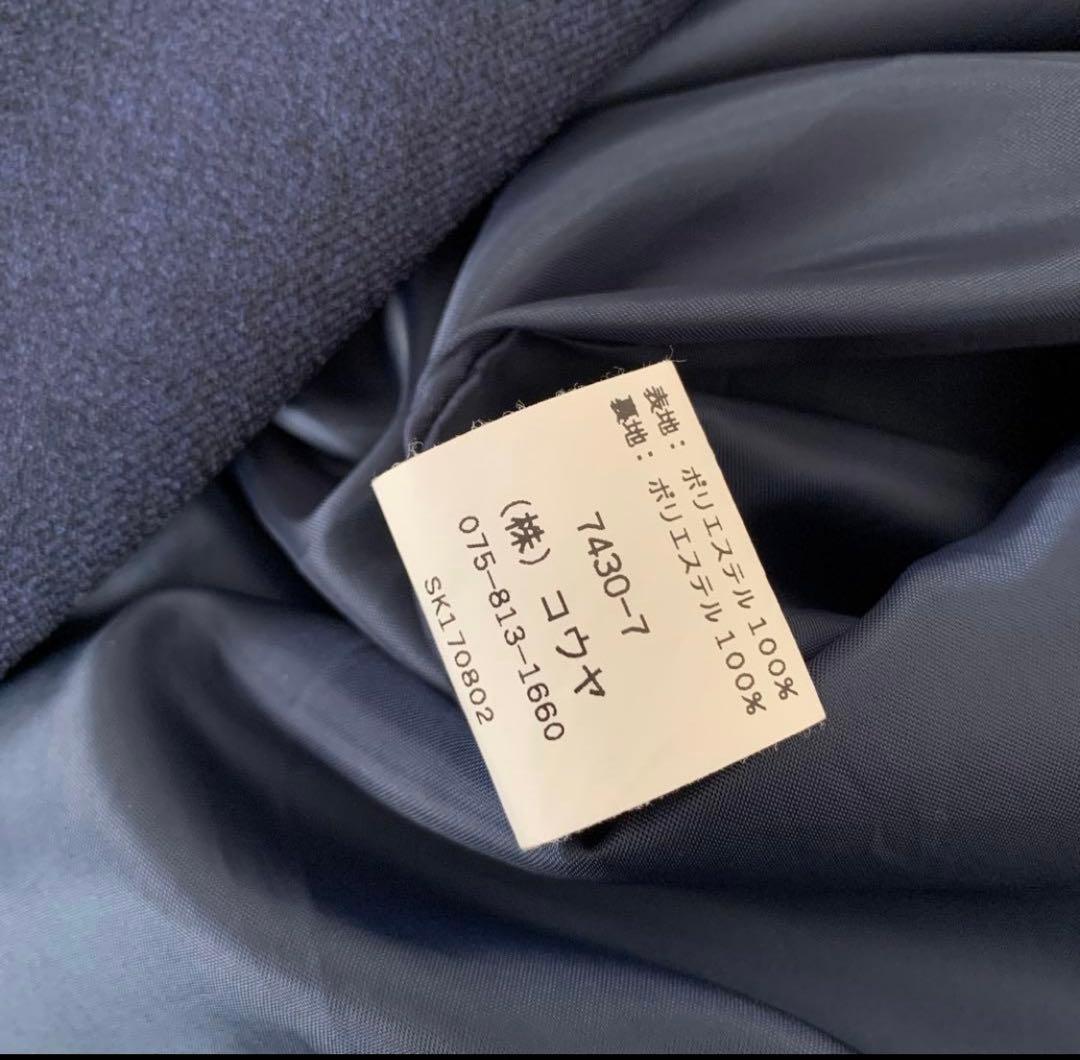 表地: ポリエステル100%
裏地: ポリエステル100%
7430-7
(株) コウヤ
075-813-1660
SK170802